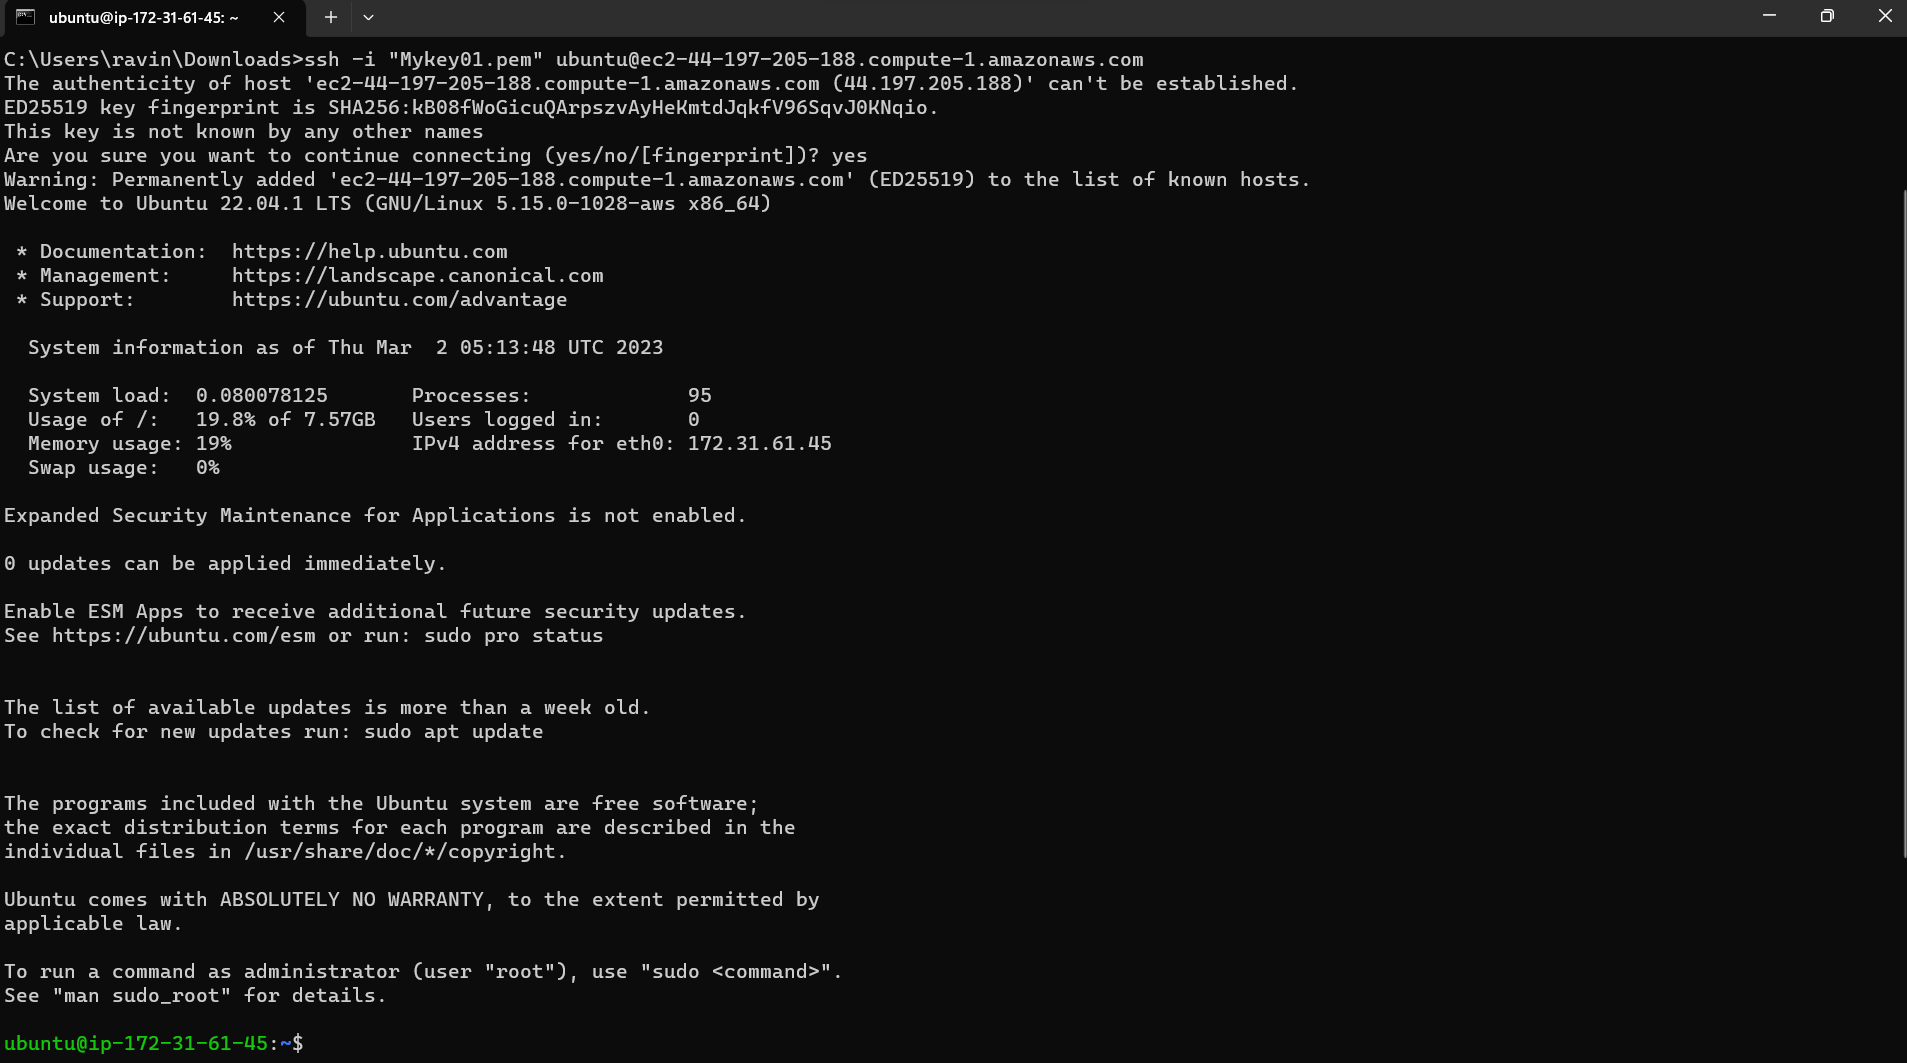 ubuntu@ip-172-31-61-45: ~
C:\Users\ravin\Downloads>ssh -i "Mykey01.pem" ubuntu@ec2-44-197-205-188.compute-1.amazonaws.com
The authenticity of host 'ec2-44-197-205-188.compute-1.amazonaws.com (44.197.205.188)' can't be established.
ED25519 key fingerprint is SHA256:kB08fWoGicuQArpszvAyHeKmtdJqkfV96SqvJ0KNqio.
This key is not known by any other names
Are you sure you want to continue connecting (yes/no/[fingerprint])? yes
Warning: Permanently added 'ec2-44-197-205-188.compute-1.amazonaws.com' (ED25519) to the list of known hosts.
Welcome to Ubuntu 22.04.1 LTS (GNU/Linux 5.15.0-1028-aws x86_64)

 * Documentation:  https://help.ubuntu.com
 * Management:     https://landscape.canonical.com
 * Support:        https://ubuntu.com/advantage

  System information as of Thu Mar  2 05:13:48 UTC 2023

  System load:  0.080078125       Processes:             95
  Usage of /:   19.8% of 7.57GB   Users logged in:       0
  Memory usage: 19%               IPv4 address for eth0: 172.31.61.45
  Swap usage:   0%

Expanded Security Maintenance for Applications is not enabled.

0 updates can be applied immediately.

Enable ESM Apps to receive additional future security updates.
See https://ubuntu.com/esm or run: sudo pro status

The list of available updates is more than a week old.
To check for new updates run: sudo apt update

The programs included with the Ubuntu system are free software;
the exact distribution terms for each program are described in the
individual files in /usr/share/doc/*/copyright.

Ubuntu comes with ABSOLUTELY NO WARRANTY, to the extent permitted by
applicable law.

To run a command as administrator (user "root"), use "sudo <command>".
See "man sudo_root" for details.

ubuntu@ip-172-31-61-45:~$